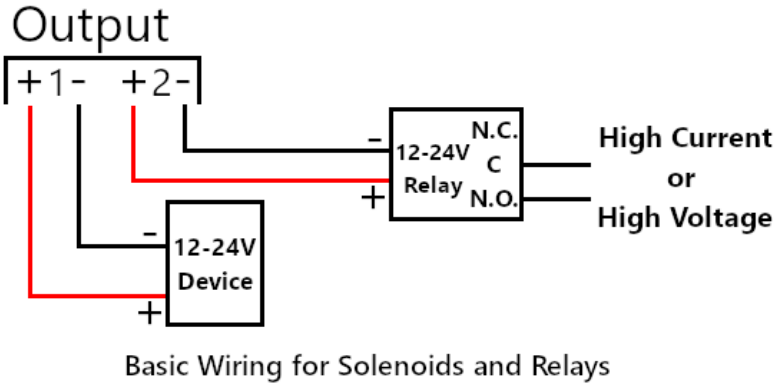 Output
+ 1 - + 2 -
- 12-24V Relay +
N.C.
C
N.O.
High Current
or
High Voltage
- 12-24V
Device
+
Basic Wiring for Solenoids and Relays